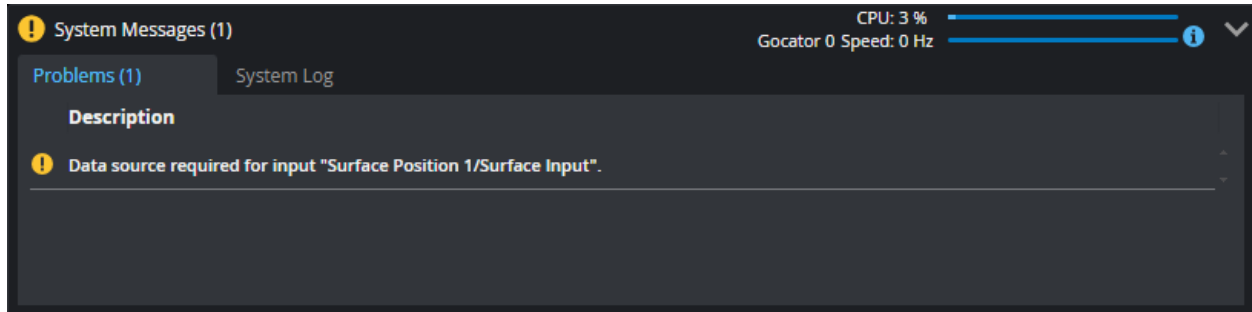 System Messages (1)
CPU: 3 %
Gocator 0 Speed: 0 Hz
Problems (1)
System Log
Description
Data source required for input "Surface Position 1/Surface Input".